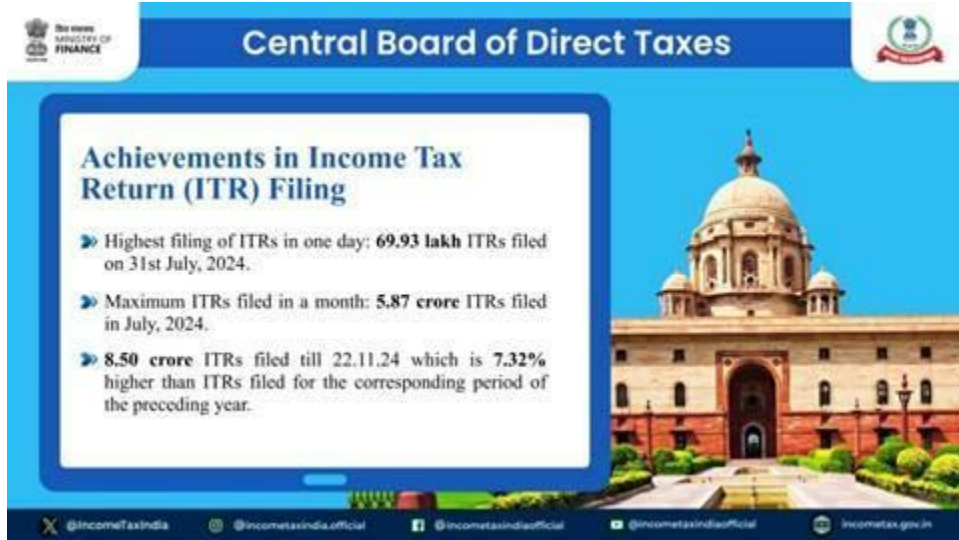 वित्त मंत्रालय
MINISTRY OF
FINANCE
Central Board of Direct Taxes
Achievements in Income Tax
Return (ITR) Filing
Highest filing of ITRs in one day: 69.93 lakh ITRs filed
on 31st July, 2024.
Maximum ITRs filed in a month: 5.87 crore ITRs filed
in July, 2024.
8.50 crore ITRs filed till 22.11.24 which is 7.32%
higher than ITRs filed for the corresponding period of
the preceding year.
@IncomeTaxIndia @incometaxindia.official @incometaxindiaofficial @incometaxindiaofficial incometax.gov.in